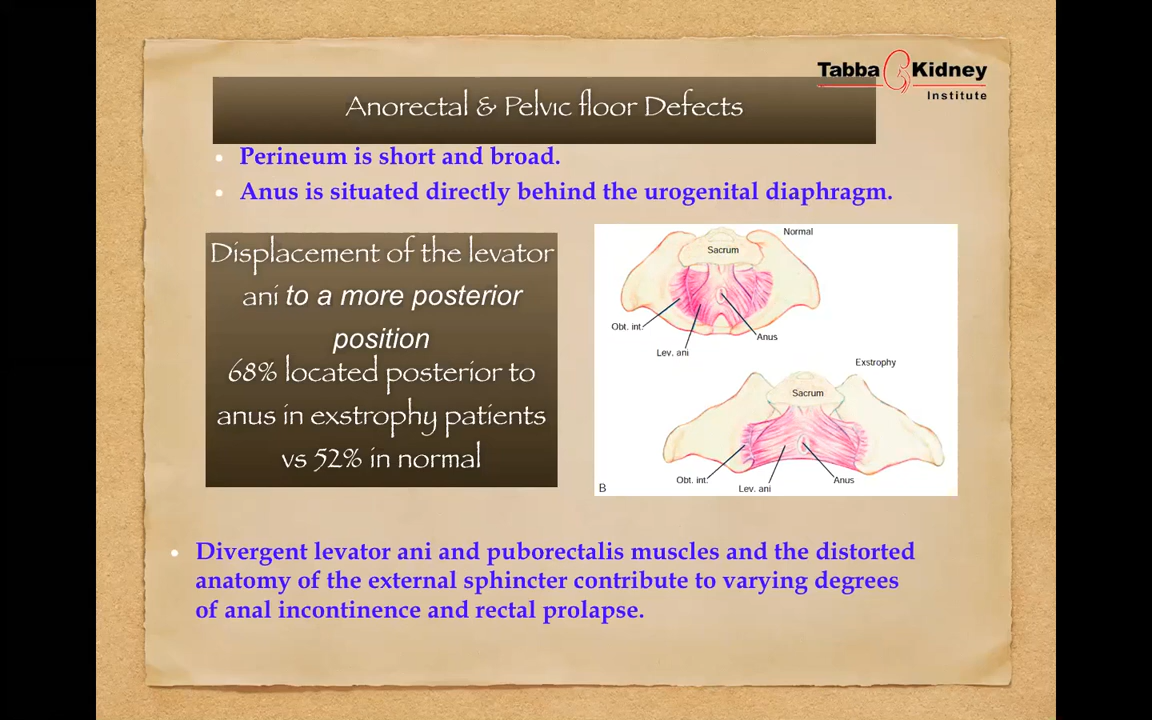 Tabba Kidney
Institute
Anorectal & Pelvic floor Defects
• Perineum is short and broad.
• Anus is situated directly behind the urogenital diaphragm.
Displacement of the levator
ani to a more posterior
position
68% located posterior to
anus in exstrophy patients
vs 52% in normal
Normal
Sacrum
Obt. int.
Anus
Lev. ani
Exstrophy
Sacrum
Obt. int.
Anus
Lev. ani
B
• Divergent levator ani and puborectalis muscles and the distorted
anatomy of the external sphincter contribute to varying degrees
of anal incontinence and rectal prolapse.